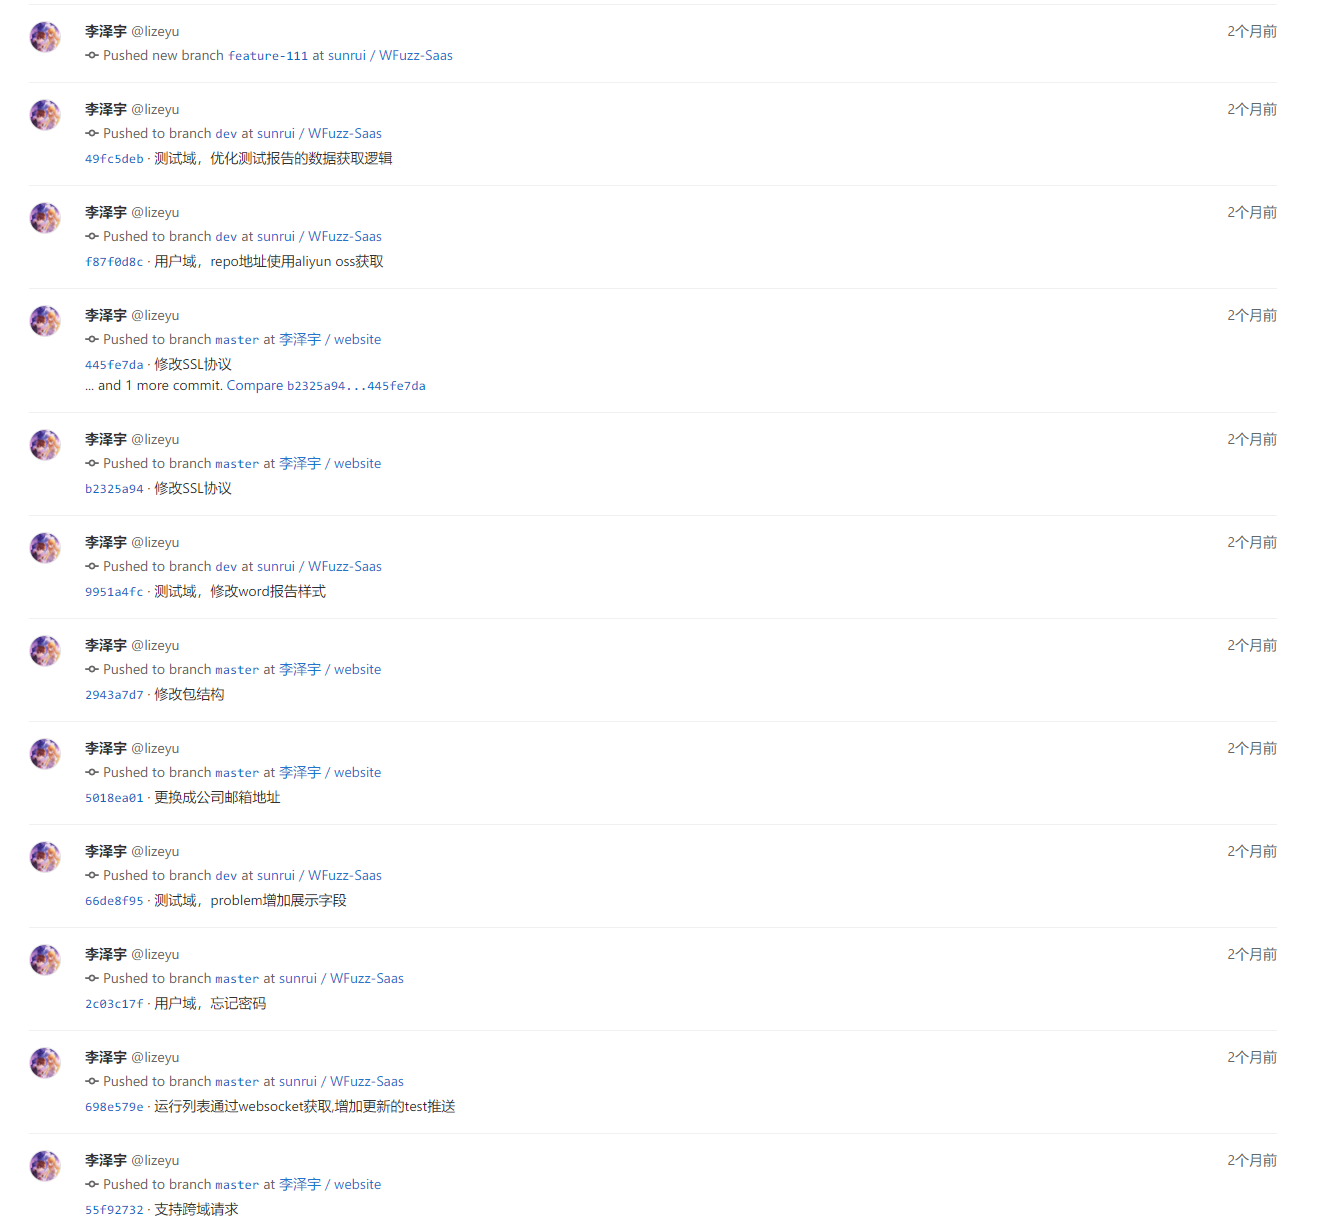 李泽宇 @lizeyu 2个月前
Pushed new branch feature-111 at sunrui / WFuzz-Saas
李泽宇 @lizeyu 2个月前
Pushed to branch dev at sunrui / WFuzz-Saas
49fc5deb · 测试域，优化测试报告的数据获取逻辑
李泽宇 @lizeyu 2个月前
Pushed to branch dev at sunrui / WFuzz-Saas
f87f0d8c · 用户域，repo地址使用aliyun oss获取
李泽宇 @lizeyu 2个月前
Pushed to branch master at 李泽宇 / website
445fe7da · 修改SSL协议
... and 1 more commit. Compare b2325a94...445fe7da
李泽宇 @lizeyu 2个月前
Pushed to branch master at 李泽宇 / website
b2325a94 · 修改SSL协议
李泽宇 @lizeyu 2个月前
Pushed to branch dev at sunrui / WFuzz-Saas
9951a4fc · 测试域，修改word报告样式
李泽宇 @lizeyu 2个月前
Pushed to branch master at 李泽宇 / website
2943a7d7 · 修改包结构
李泽宇 @lizeyu 2个月前
Pushed to branch master at 李泽宇 / website
5018ea01 · 更换成公司邮箱地址
李泽宇 @lizeyu 2个月前
Pushed to branch dev at sunrui / WFuzz-Saas
66de8f95 · 测试域，problem增加展示字段
李泽宇 @lizeyu 2个月前
Pushed to branch master at sunrui / WFuzz-Saas
2c03c17f · 用户域，忘记密码
李泽宇 @lizeyu 2个月前
Pushed to branch master at sunrui / WFuzz-Saas
698e579e · 运行列表通过websocket获取,增加更新的test推送
李泽宇 @lizeyu 2个月前
Pushed to branch master at 李泽宇 / website
55f92732 · 支持跨域请求